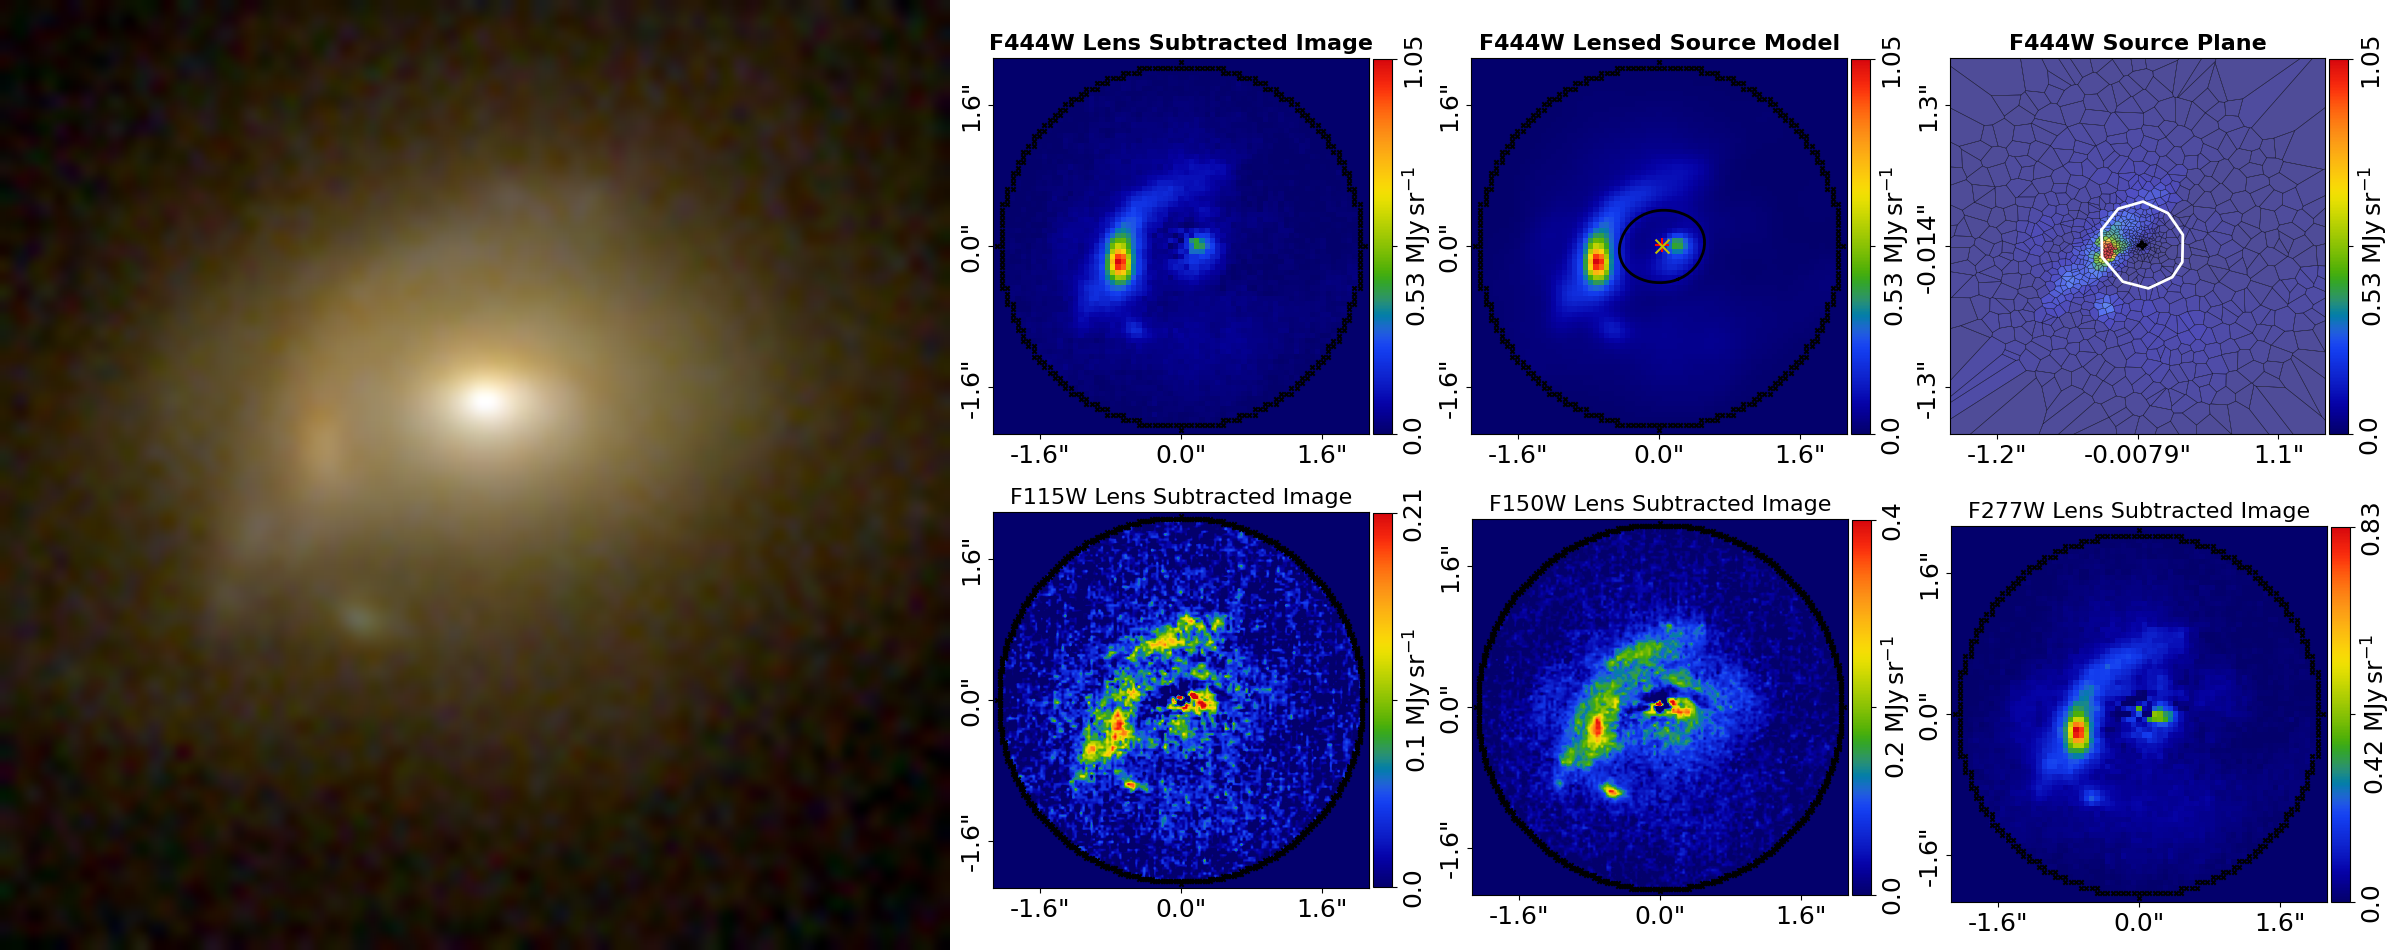 F444W Lens Subtracted Image
1.6"
0.0"
-1.6"
-1.6" 0.0" 1.6"
1.05
0.53 MJy sr⁻¹
0.0
F444W Lensed Source Model
1.6"
0.0"
-1.6"
-1.6" 0.0" 1.6"
1.05
0.53 MJy sr⁻¹
0.0
F444W Source Plane
1.3"
-0.014"
-1.3"
-1.2" -0.0079" 1.1"
1.05
0.53 MJy sr⁻¹
0.0
F115W Lens Subtracted Image
1.6"
0.0"
-1.6"
-1.6" 0.0" 1.6"
0.21
0.1 MJy sr⁻¹
0.0
F150W Lens Subtracted Image
1.6"
0.0"
-1.6"
-1.6" 0.0" 1.6"
0.4
0.2 MJy sr⁻¹
0.0
F277W Lens Subtracted Image
1.6"
0.0"
-1.6"
-1.6" 0.0" 1.6"
0.83
0.42 MJy sr⁻¹
0.0